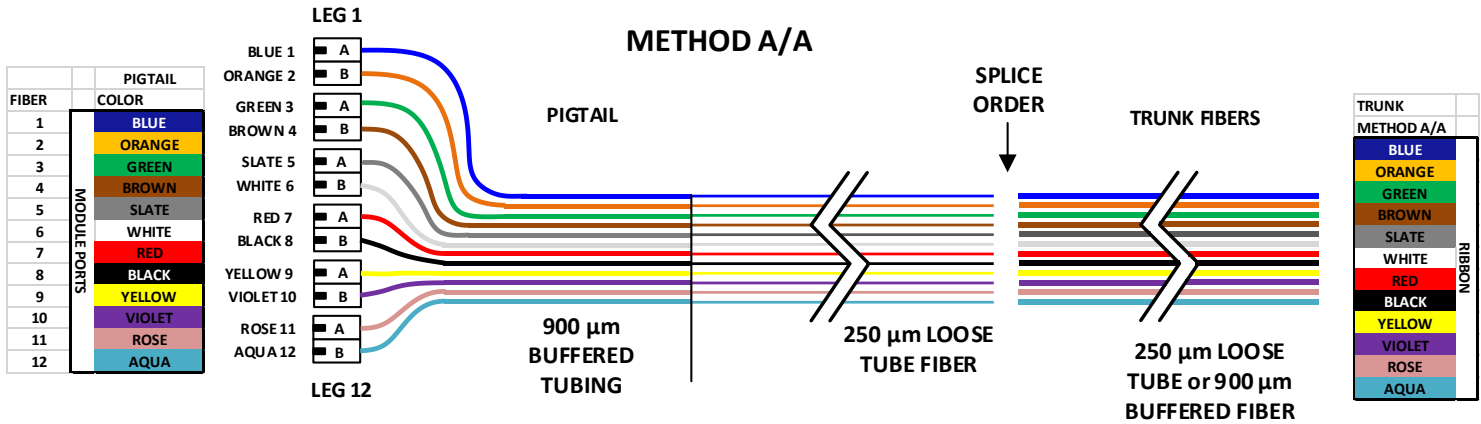 METHOD A/A
PIGTAIL
FIBER COLOR
1 BLUE
2 ORANGE
3 GREEN
4 BROWN
5 SLATE
6 WHITE
7 RED
8 BLACK
9 YELLOW
10 VIOLET
11 ROSE
12 AQUA
MODULE PORTS
LEG 1
BLUE 1 A
ORANGE 2 B
GREEN 3 A
BROWN 4 B
SLATE 5 A
WHITE 6 B
RED 7 A
BLACK 8 B
YELLOW 9 A
VIOLET 10 B
ROSE 11 A
AQUA 12 B
LEG 12
PIGTAIL
900 µm
BUFFERED
TUBING
250 µm LOOSE
TUBE FIBER
SPLICE
ORDER
TRUNK FIBERS
250 µm LOOSE
TUBE or 900 µm
BUFFERED FIBER
TRUNK
METHOD A/A
BLUE
ORANGE
GREEN
BROWN
SLATE
WHITE
RED
BLACK
YELLOW
VIOLET
ROSE
AQUA
RIBBON